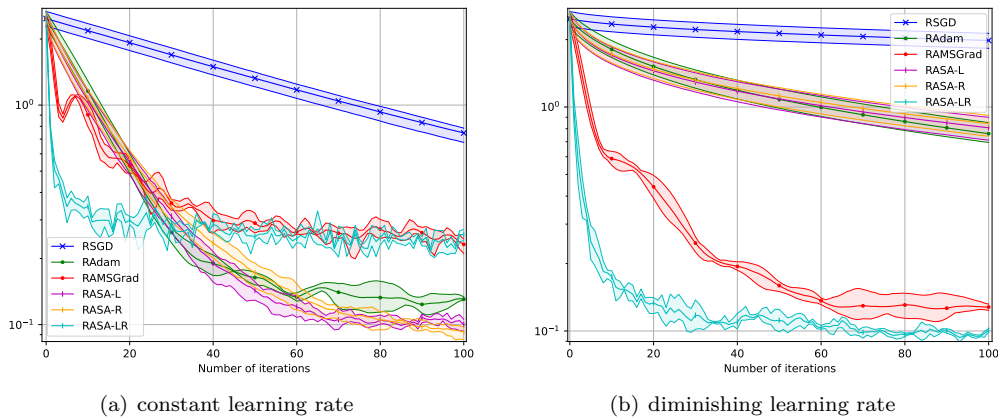 10⁰
10⁻¹
0
20
40
60
80
100
Number of iterations
RSGD
RAdam
RAMSGrad
RASA-L
RASA-R
RASA-LR
(a) constant learning rate
10⁰
10⁻¹
0
20
40
60
80
100
Number of iterations
RSGD
RAdam
RAMSGrad
RASA-L
RASA-R
RASA-LR
(b) diminishing learning rate